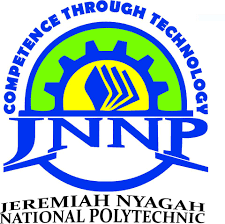 COMPETENCE THROUGH TECHNOLOGY
JNNP
JEREMIAH NYAGAH
NATIONAL POLYTECHNIC